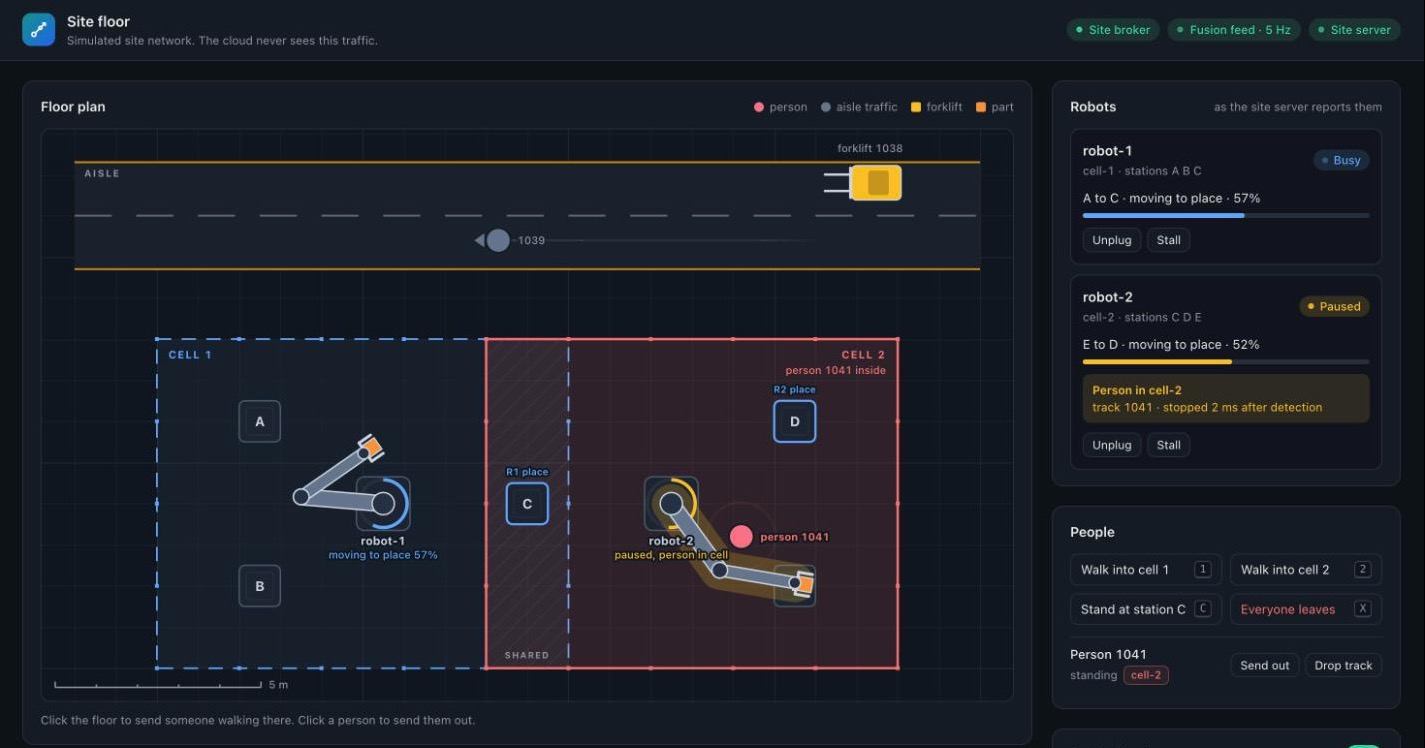 Site floor
Simulated site network. The cloud never sees this traffic.
Site broker
Fusion feed · 5 Hz
Site server
Floor plan
person
aisle traffic
forklift
part
forklift 1038
AISLE
1039
CELL 1
CELL 2
person 1041 inside
R2 place
A
D
R1 place
C
robot-1
moving to place 57%
robot-2
paused, person in cell
person 1041
B
SHARED
5 m
Click the floor to send someone walking there. Click a person to send them out.
Robots
as the site server reports them
robot-1
Busy
cell-1 · stations A B C
A to C · moving to place · 57%
Unplug
Stall
robot-2
Paused
cell-2 · stations C D E
E to D · moving to place · 52%
Person in cell-2
track 1041 · stopped 2 ms after detection
Unplug
Stall
People
Walk into cell 1
1
Walk into cell 2
2
Stand at station C
C
Everyone leaves
X
Person 1041
standing
cell-2
Send out
Drop track